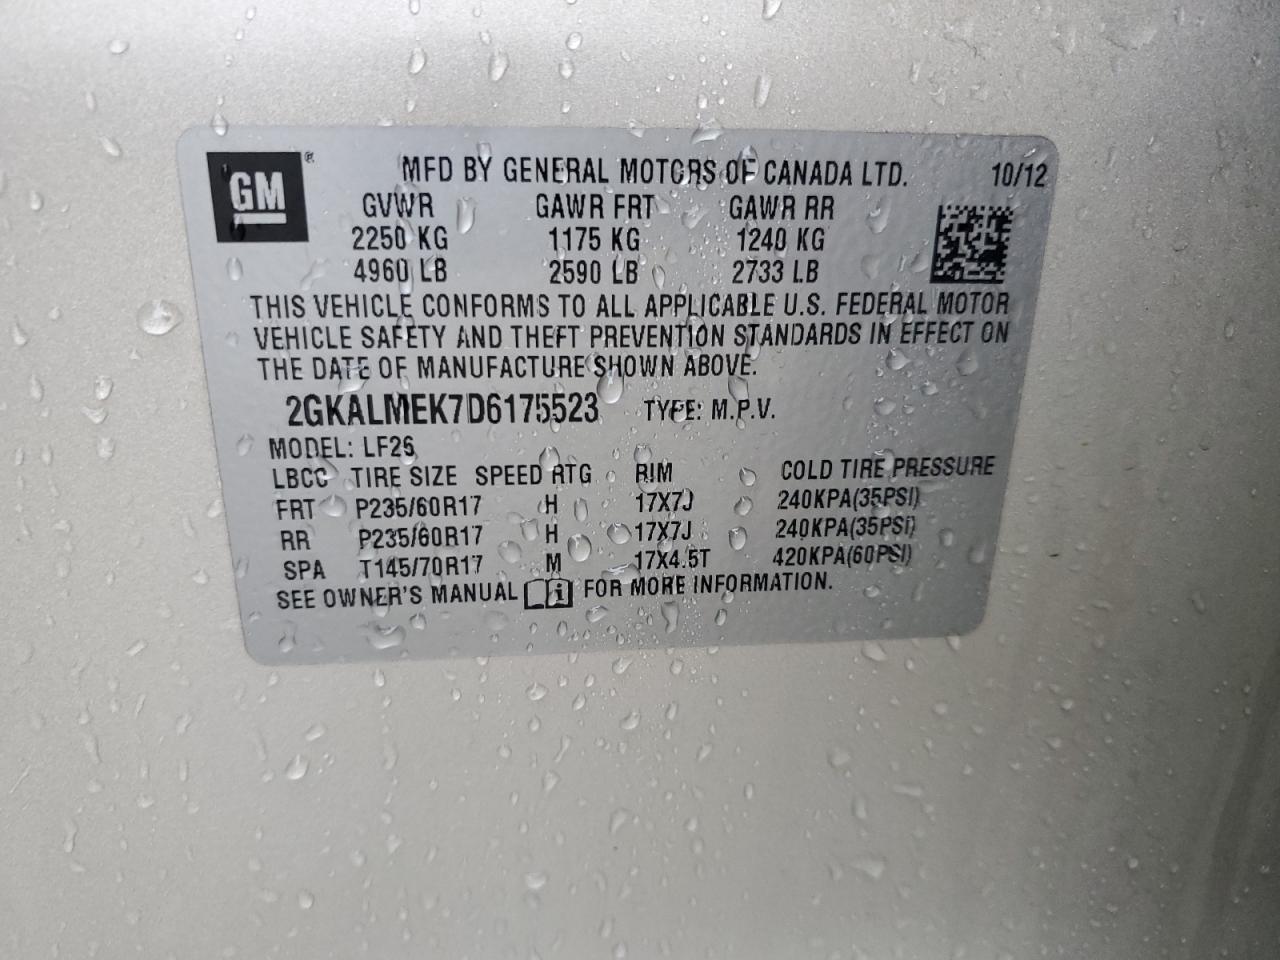 GM® MFD BY GENERAL MOTORS OF CANADA LTD. 10/12
GVWR GAWR FRT GAWR RR
2250 KG 1175 KG 1240 KG
4960 LB 2590 LB 2733 LB
THIS VEHICLE CONFORMS TO ALL APPLICABLE U.S. FEDERAL MOTOR
VEHICLE SAFETY AND THEFT PREVENTION STANDARDS IN EFFECT ON
THE DATE OF MANUFACTURE SHOWN ABOVE.
2GKALMEK7D6175523 TYPE: M.P.V.
MODEL: LF26
LBCC TIRE SIZE SPEED RTG RIM COLD TIRE PRESSURE
FRT P235/60R17 H 17X7J 240KPA(35PSI)
RR P235/60R17 H 17X7J 240KPA(35PSI)
SPA T145/70R17 M 17X4.5T 420KPA(60PSI)
SEE OWNER'S MANUAL i FOR MORE INFORMATION.